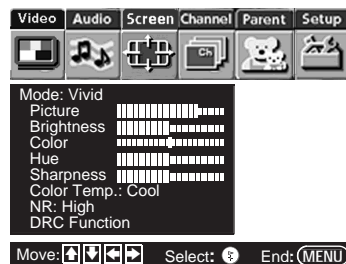 Video Audio Screen Channel Parent Setup
Ch
Mode: Vivid
Picture
Brightness
Color
Hue
Sharpness
Color Temp.: Cool
NR: High
DRC Function
Move: Select: End: MENU